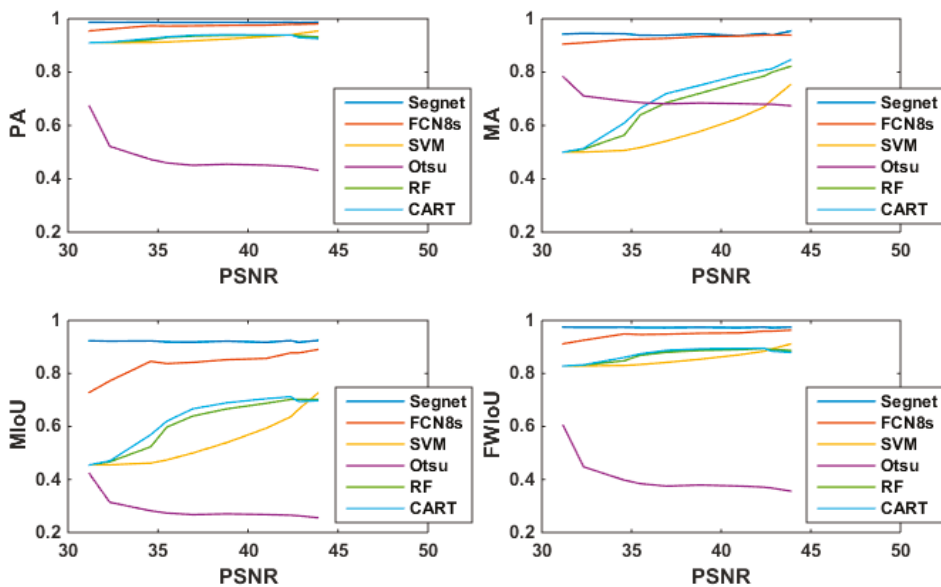 1
0.8
0.6
0.4
0.2
PA
30
35
40
45
50
PSNR
Segnet
FCN8s
SVM
Otsu
RF
CART
1
0.8
0.6
0.4
0.2
MA
30
35
40
45
50
PSNR
Segnet
FCN8s
SVM
Otsu
RF
CART
1
0.8
0.6
0.4
0.2
MIoU
30
35
40
45
50
PSNR
Segnet
FCN8s
SVM
Otsu
RF
CART
1
0.8
0.6
0.4
0.2
FWIoU
30
35
40
45
50
PSNR
Segnet
FCN8s
SVM
Otsu
RF
CART